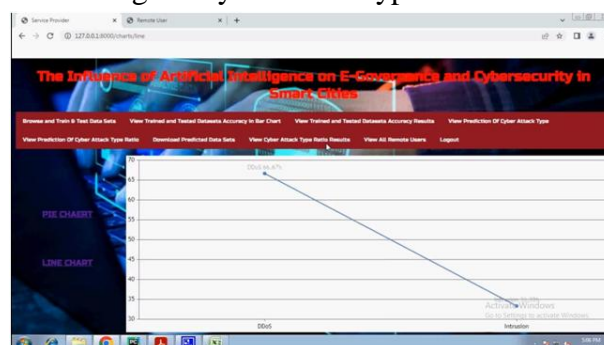 Service Provider
Remote User
127.0.0.1:8000/charts/line
The Influence of Artificial Intelligence on E-Governance and Cybersecurity in
Smart Cities
Browse and Train & Test Data Sets View Trained and Tested Datasets Accuracy in Bar Chart View Trained and Tested Datasets Accuracy Results View Prediction Of Cyber Attack Type
View Prediction Of Cyber Attack Type Ratio Download Predicted Data Sets View Cyber Attack Type Ratio Results View All Remote Users Logout
70
65
60
55
50
45
40
35
30
PIE CHAERT
LINE CHART
Activate Windows
Go to Settings to activate Windows.
DDoS
Intrusion
5:06 PM